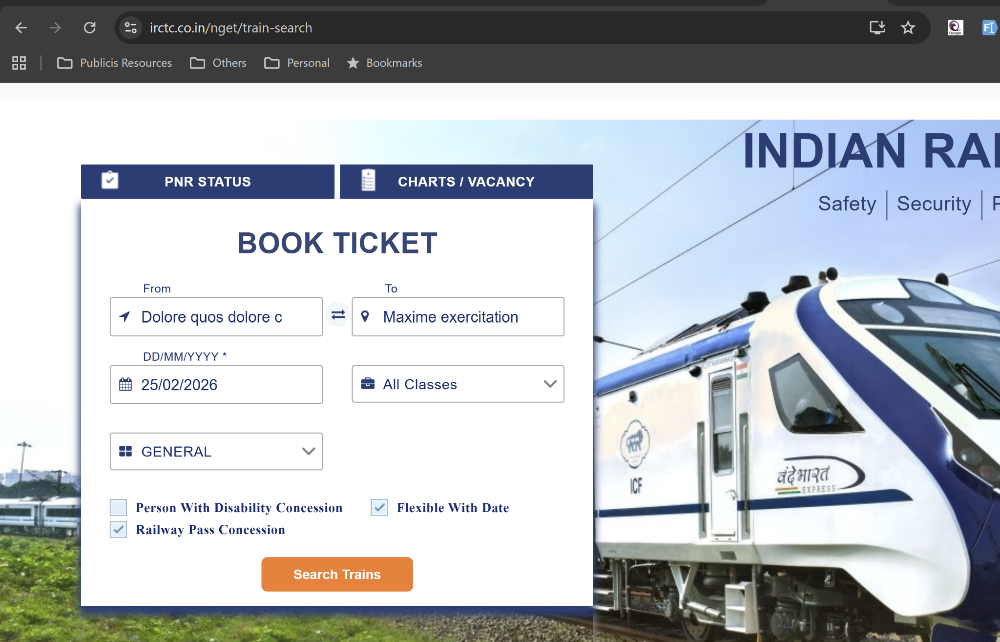 irctc.co.in/nget/train-search
Publicis Resources
Others
Personal
Bookmarks
INDIAN RAI
Safety | Security |
PNR STATUS
CHARTS / VACANCY
BOOK TICKET
From
To
Dolore quos dolore c
Maxime exercitation
DD/MM/YYYY *
25/02/2026
All Classes
GENERAL
Person With Disability Concession
Flexible With Date
Railway Pass Concession
Search Trains
ICF
वंदे भारत
EXPRESS